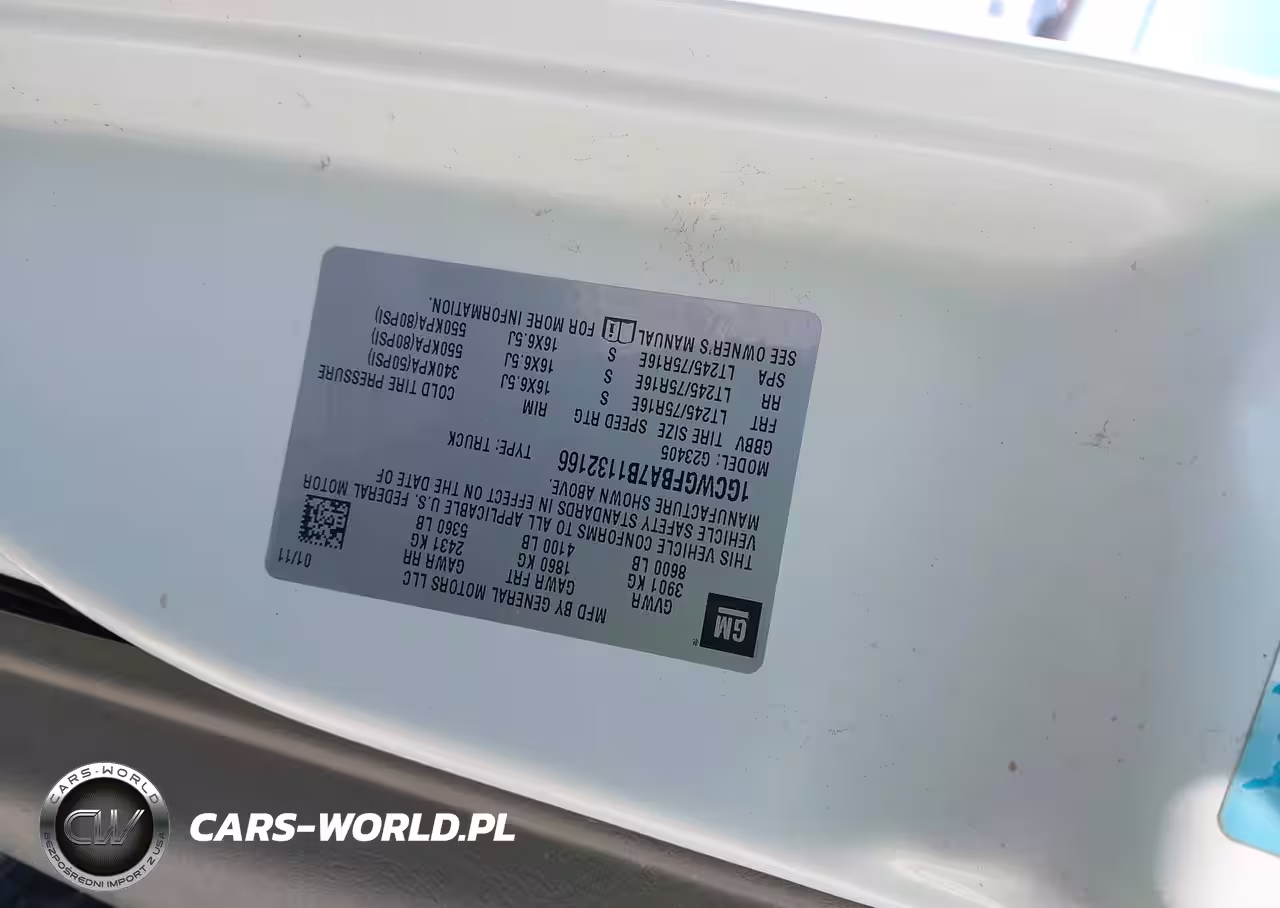 GM
MFD BY GENERAL MOTORS LLC
01/11
GVWR GAWR FRT GAWR RR
3901 KG 1860 KG 2431 KG
8600 LB 4100 LB 5360 LB
THIS VEHICLE CONFORMS TO ALL APPLICABLE U.S. FEDERAL MOTOR
VEHICLE SAFETY STANDARDS IN EFFECT ON THE DATE OF
MANUFACTURE SHOWN ABOVE.
1GCWGFBA7B1132166 TYPE: TRUCK
MODEL: G23405
GBBV TIRE SIZE SPEED RTG RIM COLD TIRE PRESSURE
FRT LT245/75R16E S 16X6.5J 340KPA(50PSI)
RR LT245/75R16E S 16X6.5J 550KPA(80PSI)
SPA LT245/75R16E S 16X6.5J 550KPA(80PSI)
SEE OWNER'S MANUAL FOR MORE INFORMATION.
CARS-WORLD
CW
BEZPOŚREDNI IMPORT Z USA
CARS-WORLD.PL